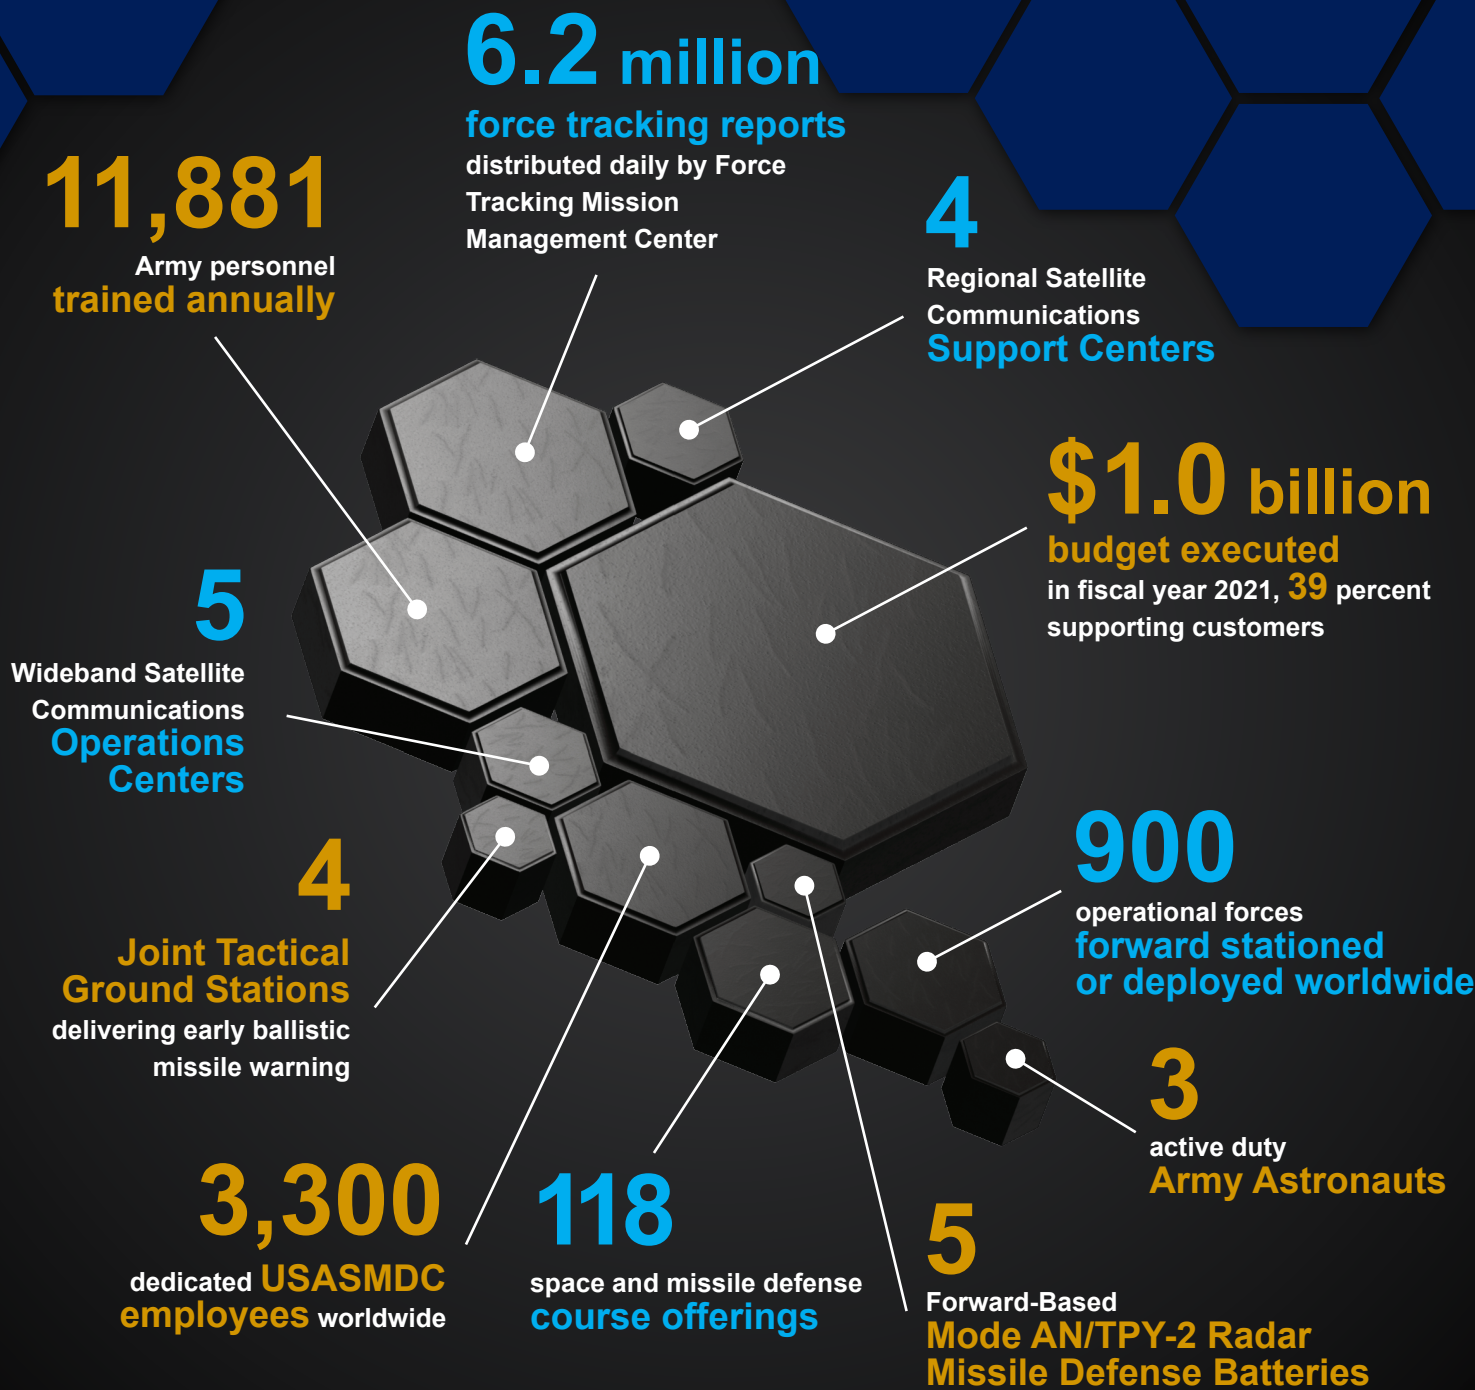 6.2 million
force tracking reports
distributed daily by Force
Tracking Mission
Management Center
11,881
Army personnel
trained annually
4
Regional Satellite
Communications
Support Centers
$1.0 billion
budget executed
in fiscal year 2021, 39 percent
supporting customers
5
Wideband Satellite
Communications
Operations
Centers
4
Joint Tactical
Ground Stations
delivering early ballistic
missile warning
900
operational forces
forward stationed
or deployed worldwide
3
active duty
Army Astronauts
3,300
dedicated USASMDC
employees worldwide
118
space and missile defense
course offerings
5
Forward-Based
Mode AN/TPY-2 Radar
Missile Defense Batteries